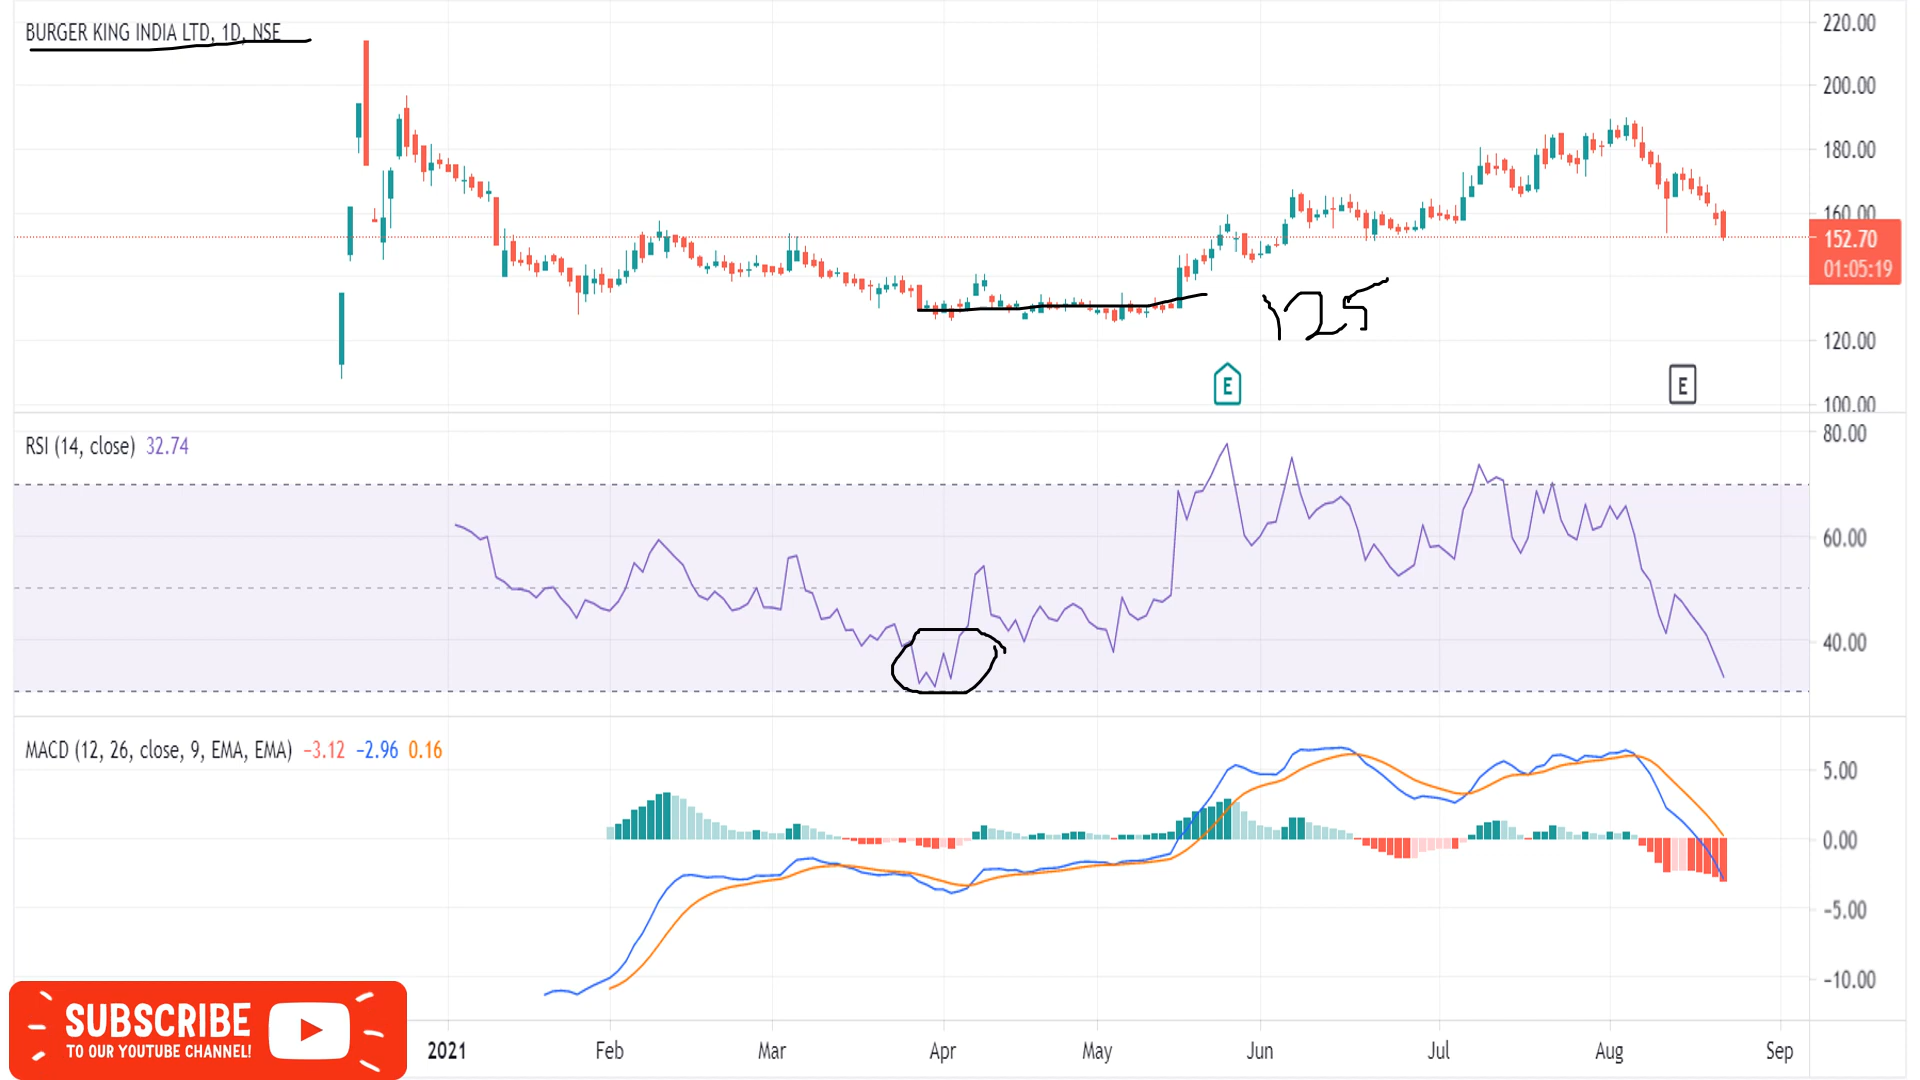 BURGER KING INDIA LTD, 1D, NSE
220.00
200.00
180.00
160.00
152.70
01:05:19
125
120.00
E
E
100.00
RSI (14, close) 32.74
80.00
60.00
40.00
MACD (12, 26, close, 9, EMA, EMA) −3.12 −2.96 0.16
5.00
0.00
−5.00
−10.00
SUBSCRIBE
TO OUR YOUTUBE CHANNEL!
2021 Feb Mar Apr May Jun Jul Aug Sep